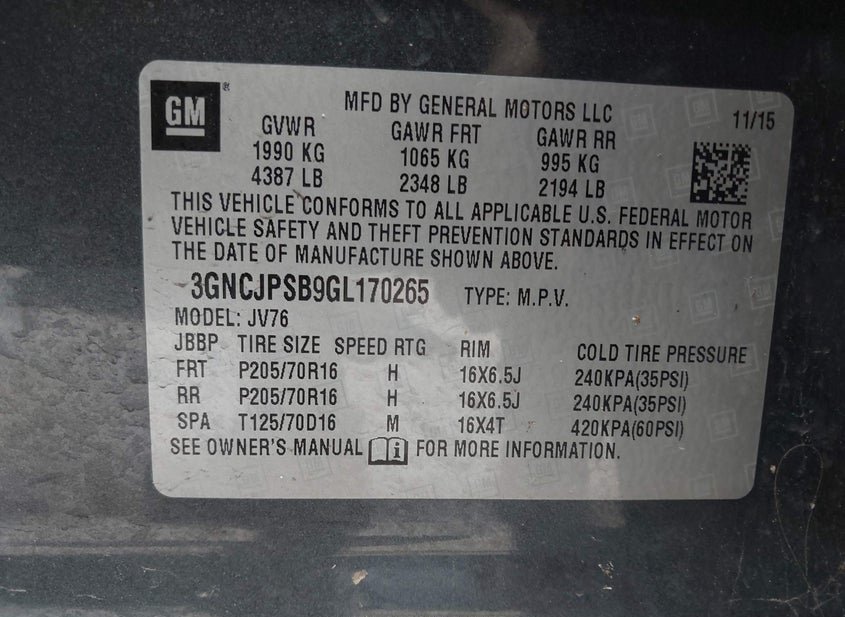 GM
MFD BY GENERAL MOTORS LLC 11/15
GVWR GAWR FRT GAWR RR
1990 KG 1065 KG 995 KG
4387 LB 2348 LB 2194 LB
THIS VEHICLE CONFORMS TO ALL APPLICABLE U.S. FEDERAL MOTOR
VEHICLE SAFETY AND THEFT PREVENTION STANDARDS IN EFFECT ON
THE DATE OF MANUFACTURE SHOWN ABOVE.
3GNCJPSB9GL170265 TYPE: M.P.V.
MODEL: JV76
JBBP TIRE SIZE SPEED RTG RIM COLD TIRE PRESSURE
FRT P205/70R16 H 16X6.5J 240KPA(35PSI)
RR P205/70R16 H 16X6.5J 240KPA(35PSI)
SPA T125/70D16 M 16X4T 420KPA(60PSI)
SEE OWNER'S MANUAL i FOR MORE INFORMATION.